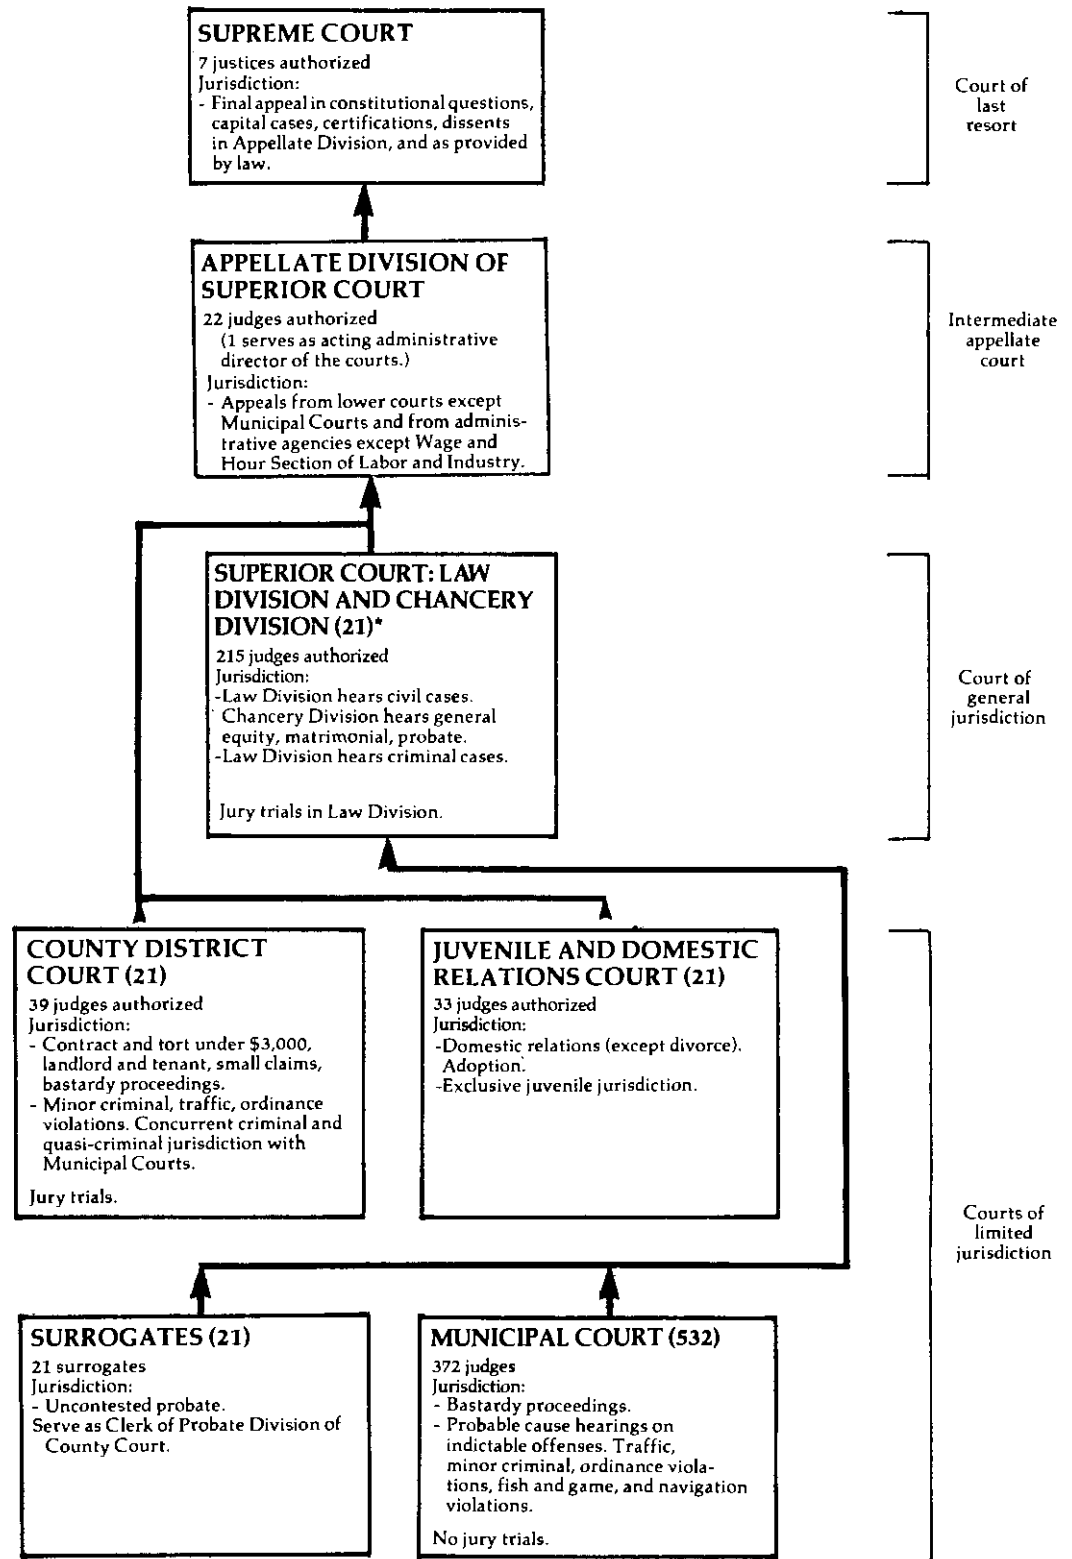 SUPREME COURT
7 justices authorized
Jurisdiction:
- Final appeal in constitutional questions,
capital cases, certifications, dissents
in Appellate Division, and as provided
by law.
Court of
last
resort
APPELLATE DIVISION OF
SUPERIOR COURT
22 judges authorized
(1 serves as acting administrative
director of the courts.)
Jurisdiction:
- Appeals from lower courts except
Municipal Courts and from adminis-
trative agencies except Wage and
Hour Section of Labor and Industry.
Intermediate
appellate
court
SUPERIOR COURT: LAW
DIVISION AND CHANCERY
DIVISION (21)*
215 judges authorized
Jurisdiction:
-Law Division hears civil cases.
Chancery Division hears general
equity, matrimonial, probate.
-Law Division hears criminal cases.
Jury trials in Law Division.
Court of
general
jurisdiction
COUNTY DISTRICT
COURT (21)
39 judges authorized
Jurisdiction:
- Contract and tort under $3,000,
landlord and tenant, small claims,
bastardy proceedings.
- Minor criminal, traffic, ordinance
violations. Concurrent criminal and
quasi-criminal jurisdiction with
Municipal Courts.
Jury trials.
JUVENILE AND DOMESTIC
RELATIONS COURT (21)
33 judges authorized
Jurisdiction:
-Domestic relations (except divorce).
Adoption.
-Exclusive juvenile jurisdiction.
Courts of
limited
jurisdiction
SURROGATES (21)
21 surrogates
Jurisdiction:
- Uncontested probate.
Serve as Clerk of Probate Division of
County Court.
MUNICIPAL COURT (532)
372 judges
Jurisdiction:
- Bastardy proceedings.
- Probable cause hearings on
indictable offenses. Traffic,
minor criminal, ordinance viola-
tions, fish and game, and navigation
violations.
No jury trials.